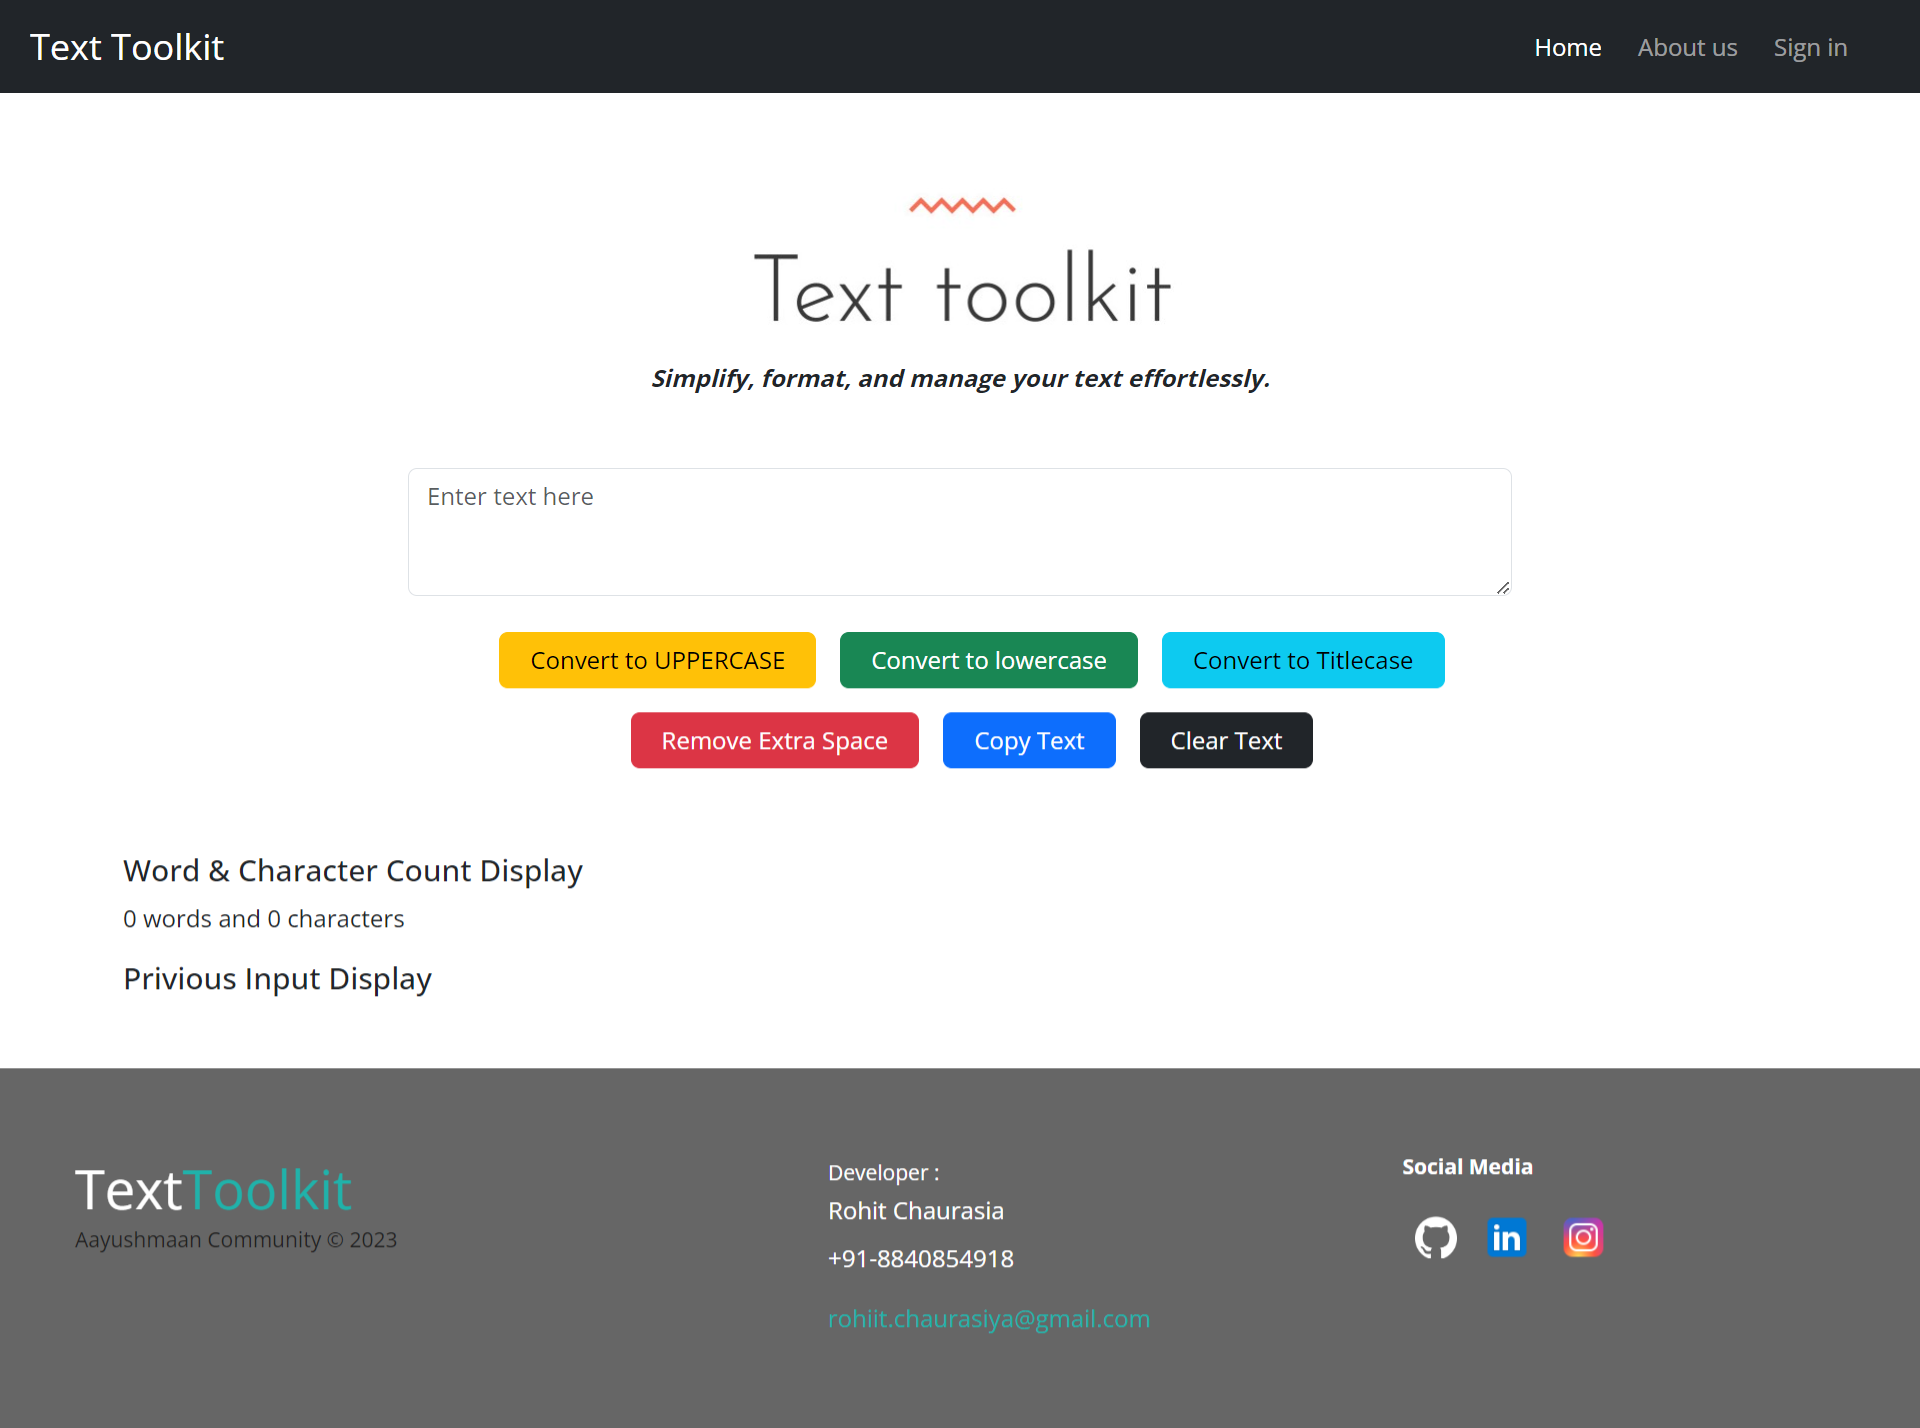 Text Toolkit
Home About us Sign in
Text toolkit
Simplify, format, and manage your text effortlessly.
Enter text here
Convert to UPPERCASE Convert to lowercase Convert to Titlecase
Remove Extra Space Copy Text Clear Text
Word & Character Count Display
0 words and 0 characters
Privious Input Display
TextToolkit
Aayushmaan Community © 2023
Developer :
Rohit Chaurasia
+91-8840854918
rohiit.chaurasiya@gmail.com
Social Media
in